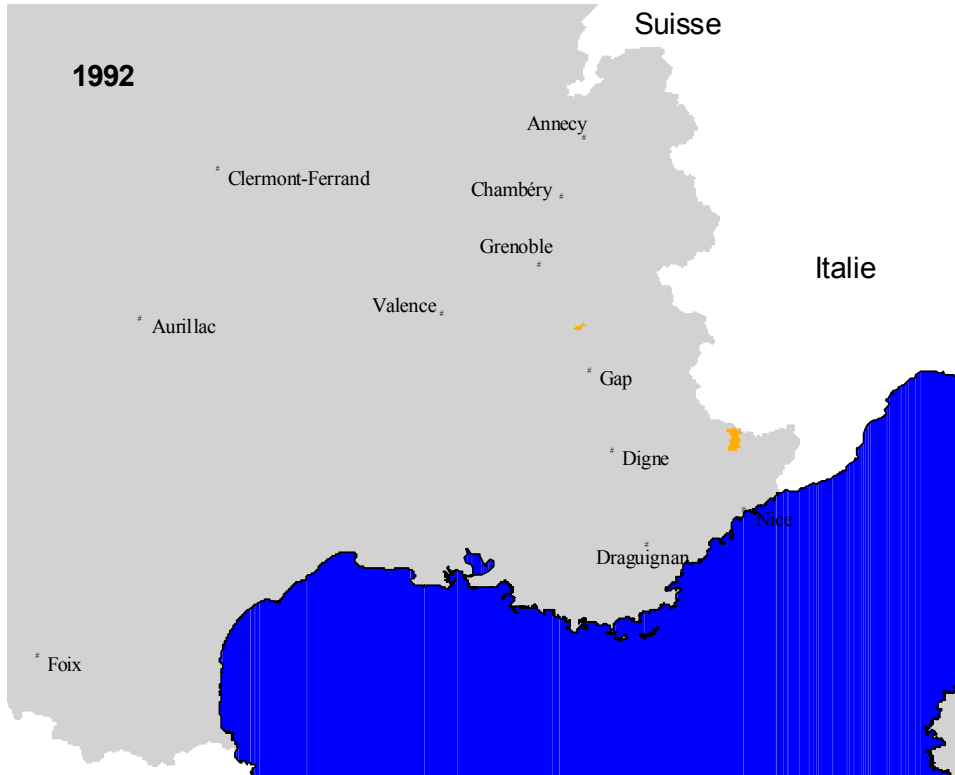 Suisse
1992
Annecy
Clermont-Ferrand
Chambéry
Grenoble
Italie
Valence
Aurillac
Gap
Digne
Nice
Draguignan
Foix